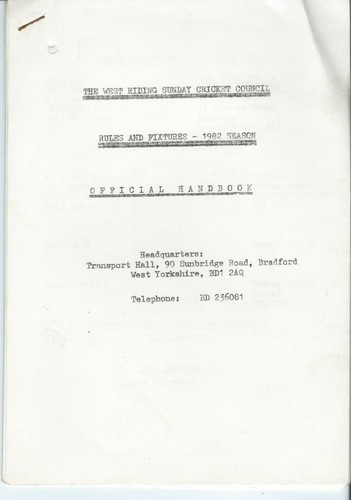 THE WEST RIDING SUNDAY CRICKET COUNCIL
RULES AND FIXTURES - 1982 SEASON
OFFICIAL HANDBOOK
Headquarters:
Transport Hall, 90 Sunbridge Road, Bradford
West Yorkshire, BD1 2AQ
Telephone: BD 236081